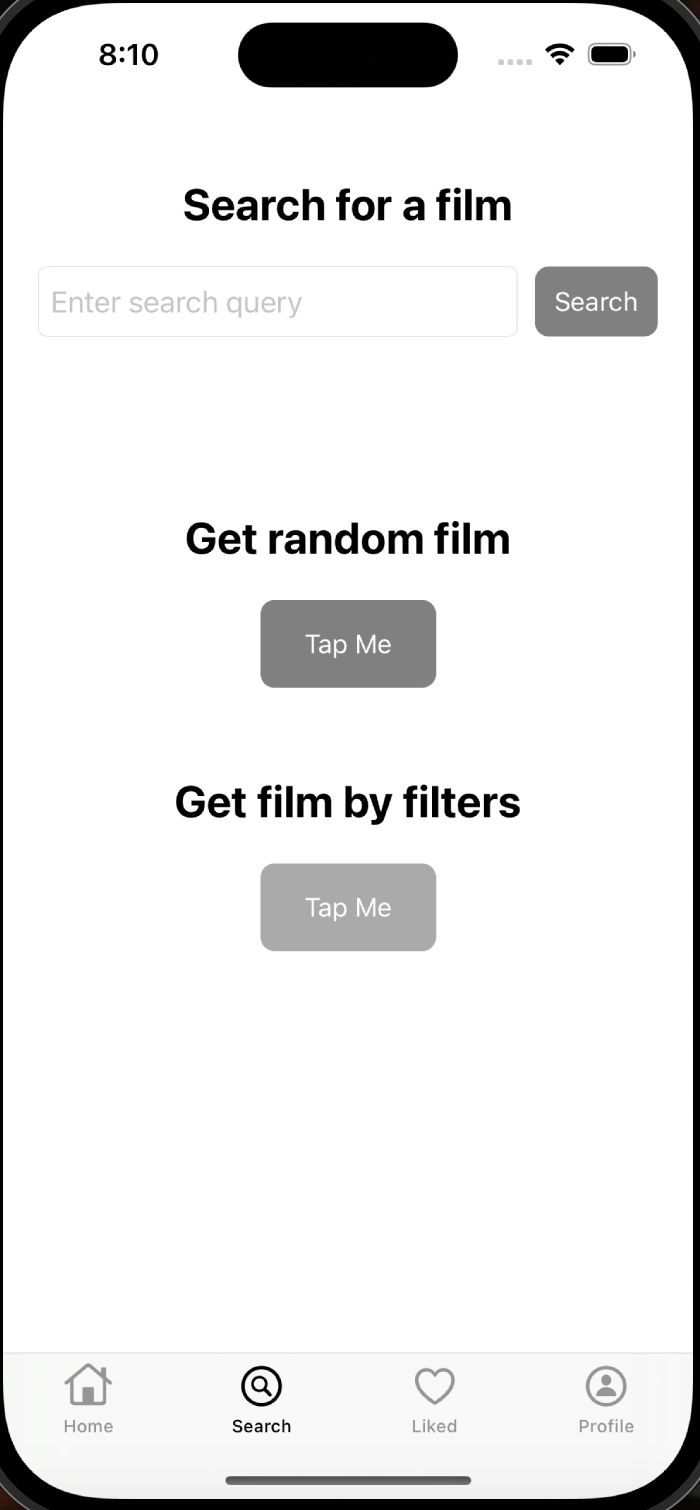 8:10
Search for a film
Enter search query
Search
Get random film
Tap Me
Get film by filters
Tap Me
Home
Search
Liked
Profile